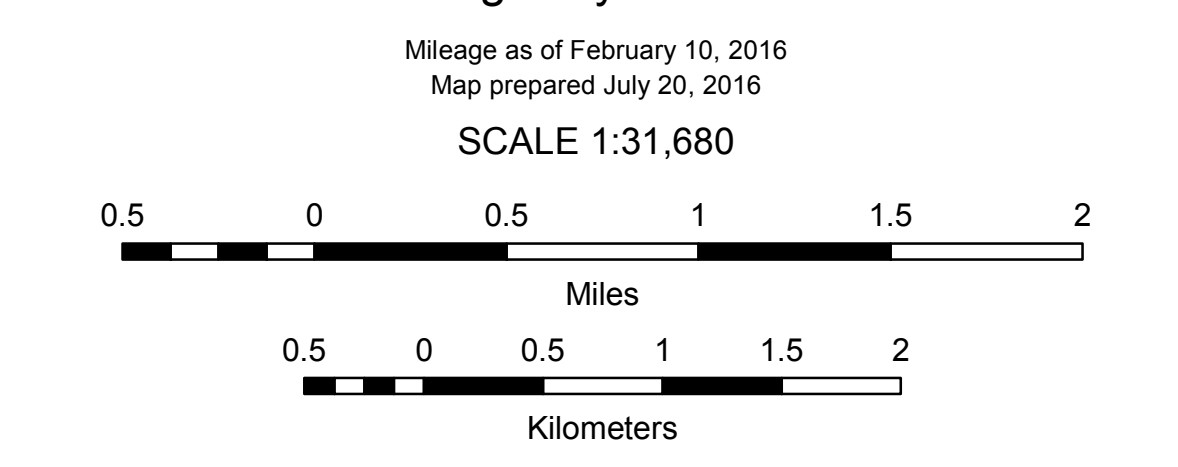 Mileage as of February 10, 2016
Map prepared July 20, 2016
SCALE 1:31,680
0.5 0 0.5 1 1.5 2
Miles
0.5 0 0.5 1 1.5 2
Kilometers